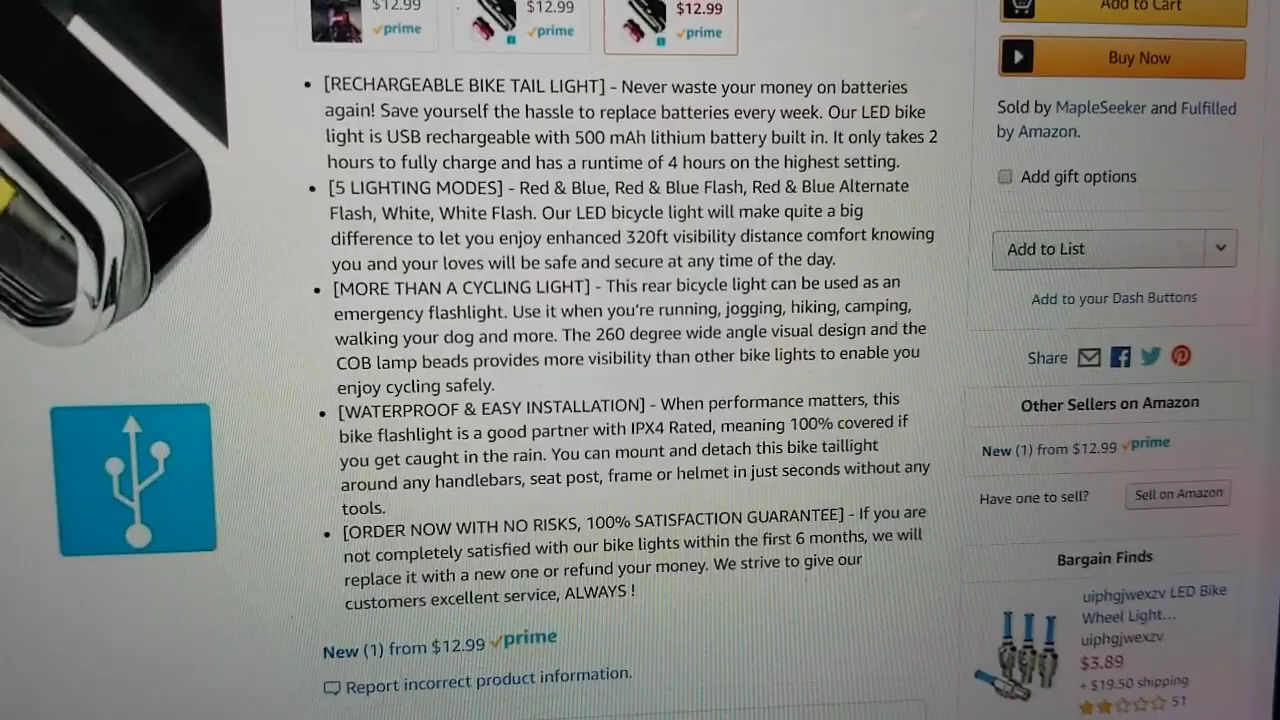 $12.99
prime
$12.99
prime
$12.99
prime
[RECHARGEABLE BIKE TAIL LIGHT] - Never waste your money on batteries
again! Save yourself the hassle to replace batteries every week. Our LED bike
light is USB rechargeable with 500 mAh lithium battery built in. It only takes 2
hours to fully charge and has a runtime of 4 hours on the highest setting.
[5 LIGHTING MODES] - Red & Blue, Red & Blue Flash, Red & Blue Alternate
Flash, White, White Flash. Our LED bicycle light will make quite a big
difference to let you enjoy enhanced 320ft visibility distance comfort knowing
you and your loves will be safe and secure at any time of the day.
[MORE THAN A CYCLING LIGHT] - This rear bicycle light can be used as an
emergency flashlight. Use it when you're running, jogging, hiking, camping,
walking your dog and more. The 260 degree wide angle visual design and the
COB lamp beads provides more visibility than other bike lights to enable you
enjoy cycling safely.
[WATERPROOF & EASY INSTALLATION] - When performance matters, this
bike flashlight is a good partner with IPX4 Rated, meaning 100% covered if
you get caught in the rain. You can mount and detach this bike taillight
around any handlebars, seat post, frame or helmet in just seconds without any
tools.
[ORDER NOW WITH NO RISKS, 100% SATISFACTION GUARANTEE] - If you are
not completely satisfied with our bike lights within the first 6 months, we will
replace it with a new one or refund your money. We strive to give our
customers excellent service, ALWAYS !
New (1) from $12.99 prime
Report incorrect product information.
Add to Cart
Buy Now
Sold by MapleSeeker and Fulfilled
by Amazon.
Add gift options
Add to List
Add to your Dash Buttons
Share
Other Sellers on Amazon
New (1) from $12.99 prime
Have one to sell?
Sell on Amazon
Bargain Finds
uiphgjwexzv LED Bike
Wheel Light...
uiphgjwexzv
$3.89
+ $19.50 shipping
51